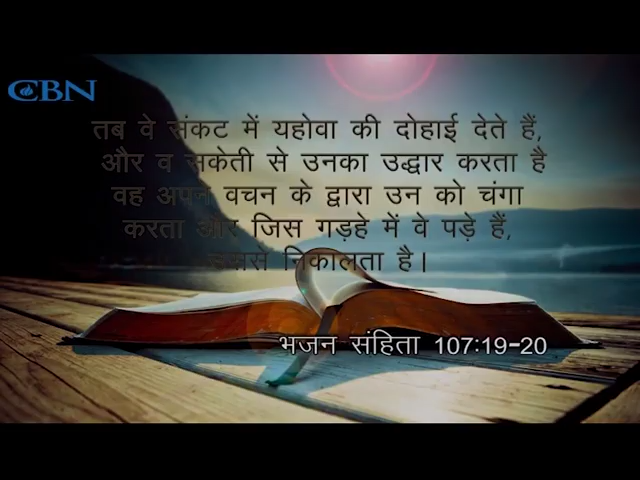 CBN
तब वे संकट में यहोवा की दोहाई देते हैं,
और व सकेती से उनका उद्धार करता है
वह अपने वचन के द्वारा उन को चंगा
करता और जिस गड़हे में वे पड़े हैं,
निकालता है।
भजन संहिता 107:19-20